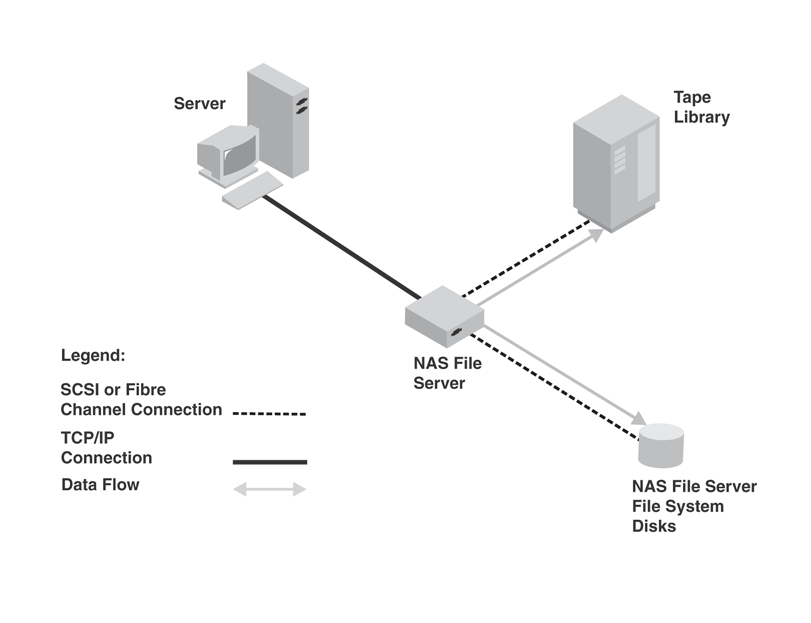 Server
Tape
Library
NAS File
Server
Legend:
SCSI or Fibre
Channel Connection
TCP/IP
Connection
Data Flow
NAS File Server
File System
Disks